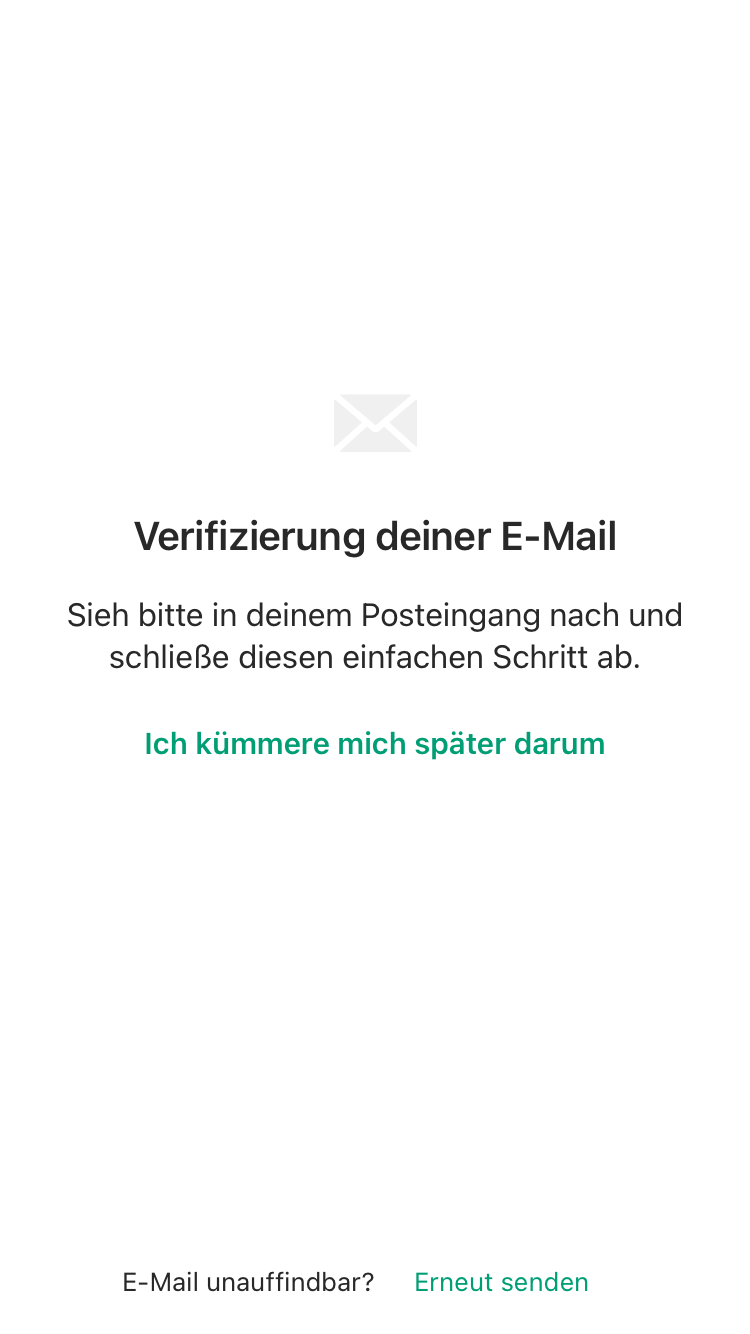 Verifizierung deiner E-Mail
Sieh bitte in deinem Posteingang nach und
schließe diesen einfachen Schritt ab.
Ich kümmere mich später darum
E-Mail unauffindbar? Erneut senden